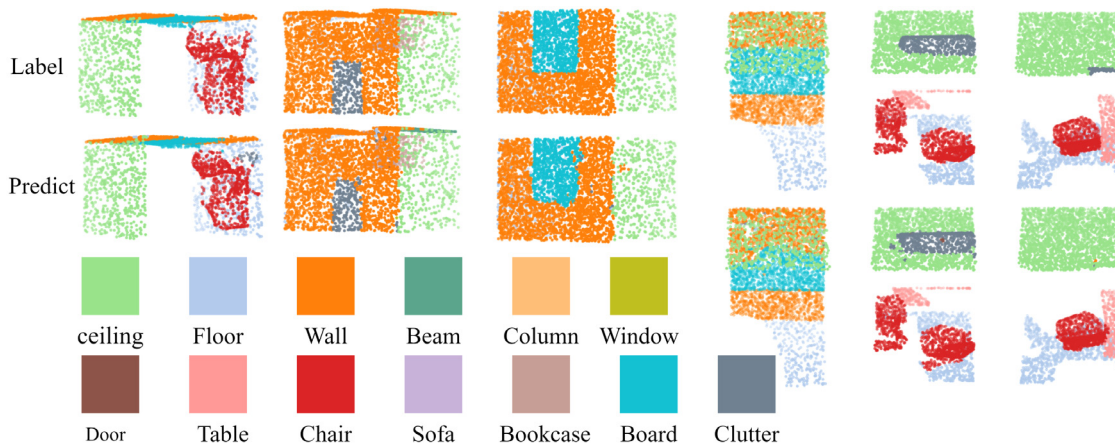 Label
Predict
ceiling Floor Wall Beam Column Window
Door Table Chair Sofa Bookcase Board Clutter